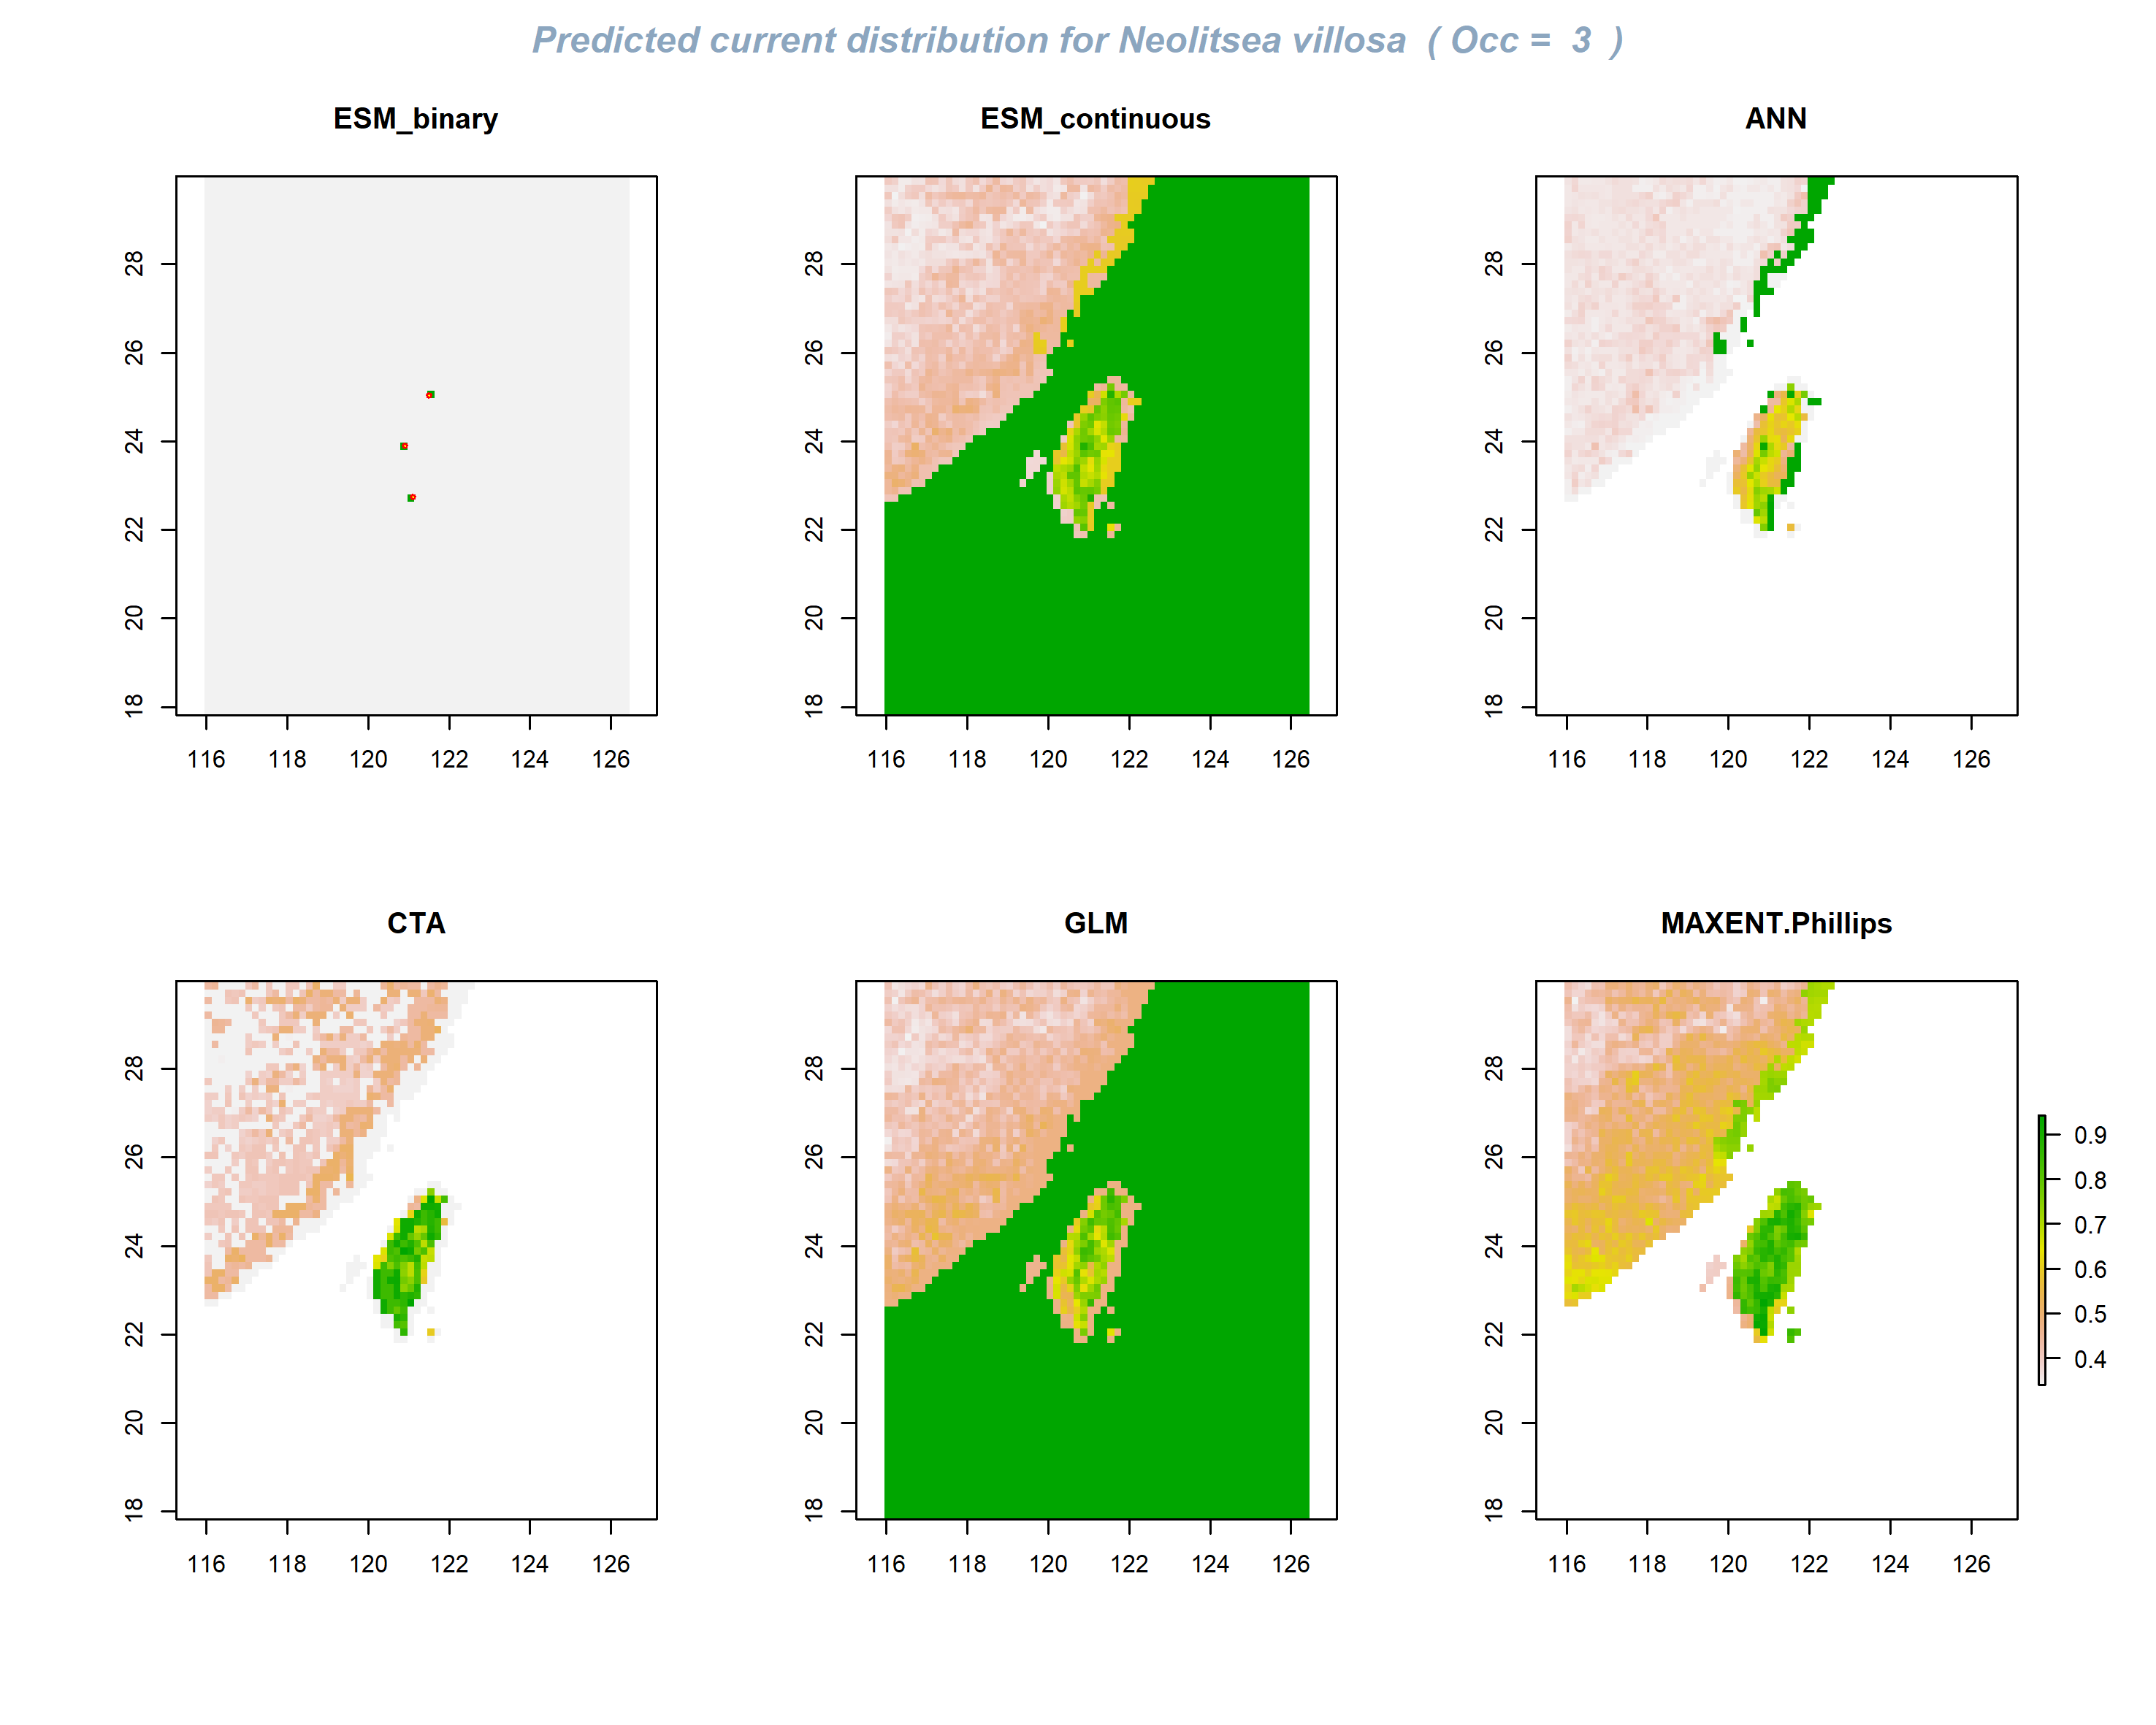 Predicted current distribution for Neolitsea villosa ( Occ = 3 )
ESM_binary
18 20 22 24 26 28
116 118 120 122 124 126
ESM_continuous
18 20 22 24 26 28
116 118 120 122 124 126
ANN
18 20 22 24 26 28
116 118 120 122 124 126
CTA
18 20 22 24 26 28
116 118 120 122 124 126
GLM
18 20 22 24 26 28
116 118 120 122 124 126
MAXENT.Phillips
18 20 22 24 26 28
116 118 120 122 124 126
0.9
0.8
0.7
0.6
0.5
0.4